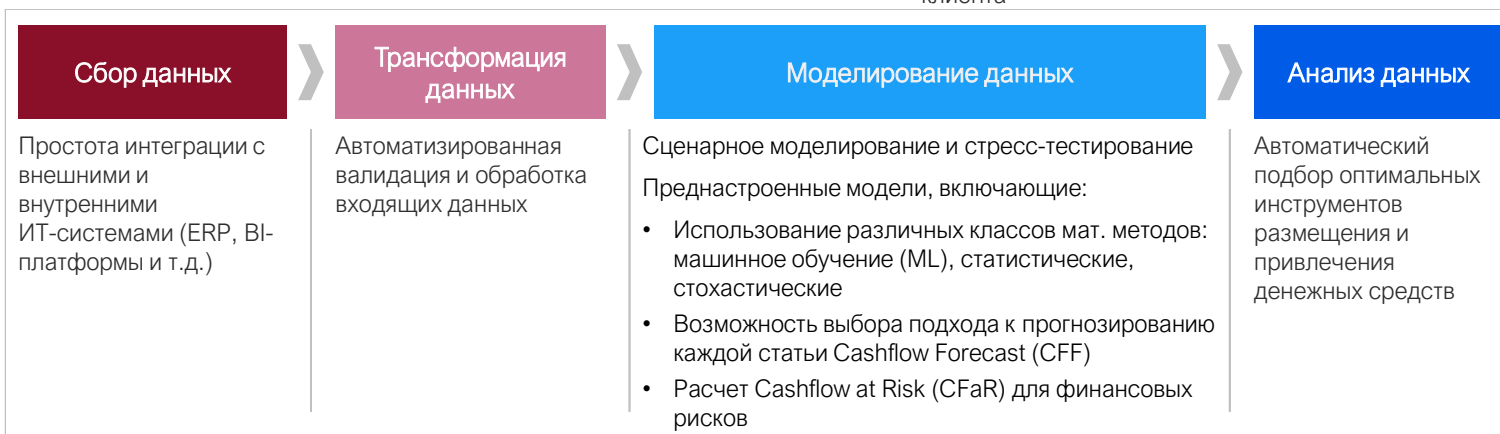 клиента
Сбор данных
Трансформация
данных
Моделирование данных
Анализ данных
Простота интеграции с
внешними и
внутренними
ИТ-системами (ERP, BI-
платформы и т.д.)
Автоматизированная
валидация и обработка
входящих данных
Сценарное моделирование и стресс-тестирование
Преднастроенные модели, включающие:
• Использование различных классов мат. методов:
машинное обучение (ML), статистические,
стохастические
• Возможность выбора подхода к прогнозированию
каждой статьи Cashflow Forecast (CFF)
• Расчет Cashflow at Risk (CFaR) для финансовых
рисков
Автоматический
подбор оптимальных
инструментов
размещения и
привлечения
денежных средств